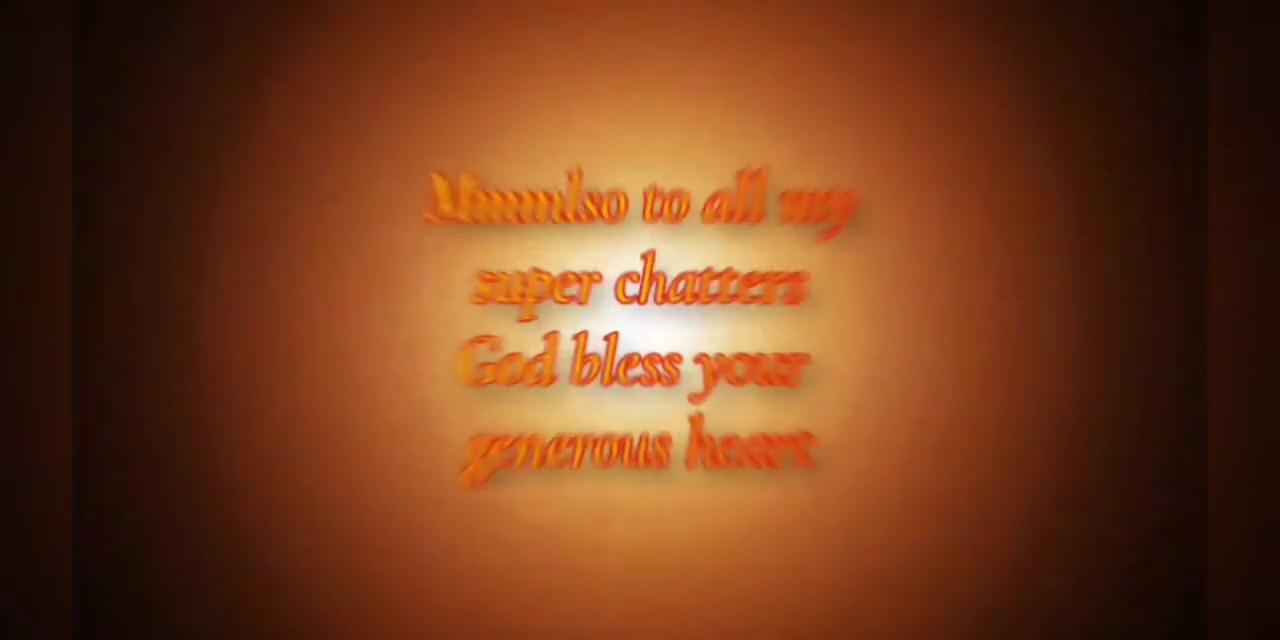 to all my
super chatters
God bless your
generous heart